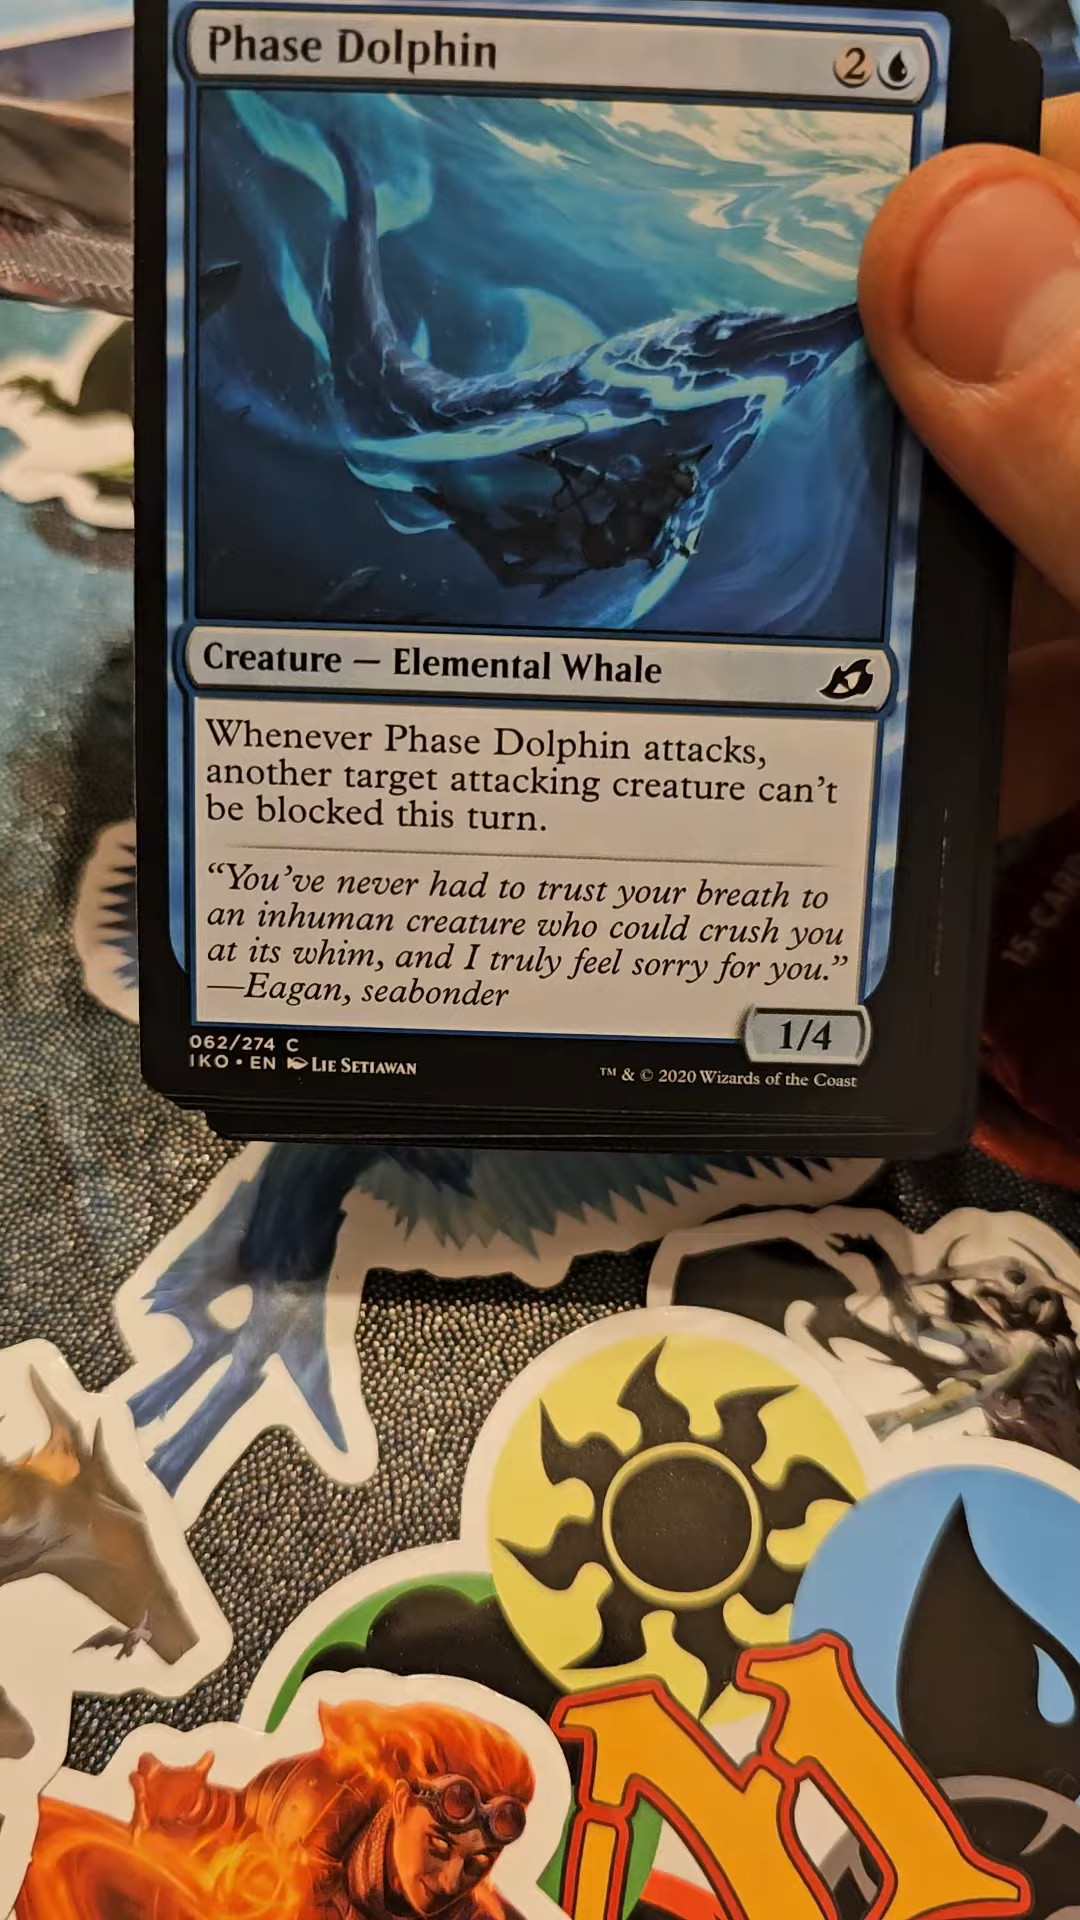 Phase Dolphin 2
Creature — Elemental Whale
Whenever Phase Dolphin attacks,
another target attacking creature can't
be blocked this turn.
“You've never had to trust your breath to
an inhuman creature who could crush you
at its whim, and I truly feel sorry for you.”
—Eagan, seabonder
1/4
062/274 C
IKO • EN Lie Setiawan
™ & © 2020 Wizards of the Coast
15-CARD